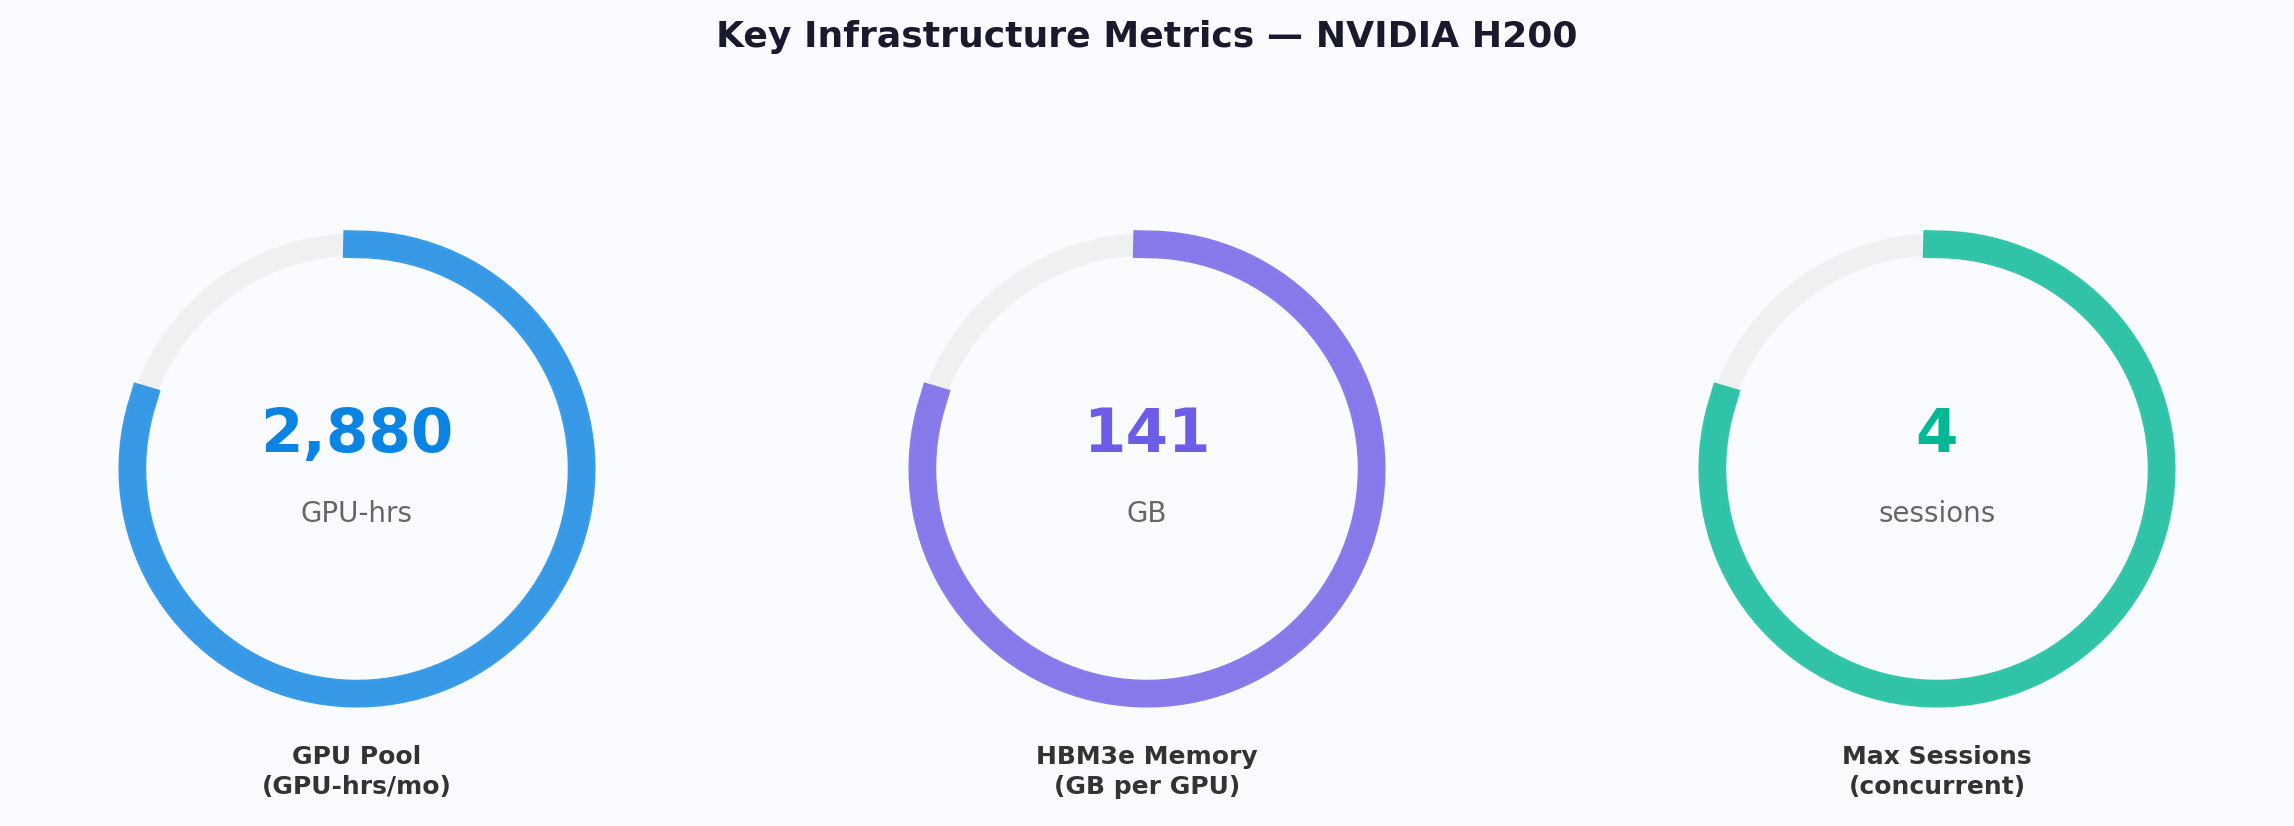 Key Infrastructure Metrics — NVIDIA H200
2,880
GPU-hrs
GPU Pool
(GPU-hrs/mo)
141
GB
HBM3e Memory
(GB per GPU)
4
sessions
Max Sessions
(concurrent)